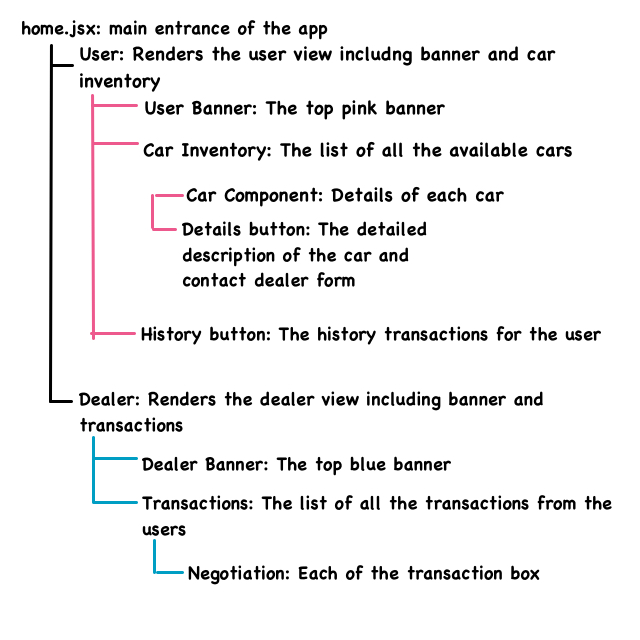 home.jsx: main entrance of the app
User: Renders the user view includng banner and car
inventory
User Banner: The top pink banner
Car Inventory: The list of all the available cars
Car Component: Details of each car
Details button: The detailed
description of the car and
contact dealer form
History button: The history transactions for the user
Dealer: Renders the dealer view including banner and
transactions
Dealer Banner: The top blue banner
Transactions: The list of all the transactions from the
users
Negotiation: Each of the transaction box